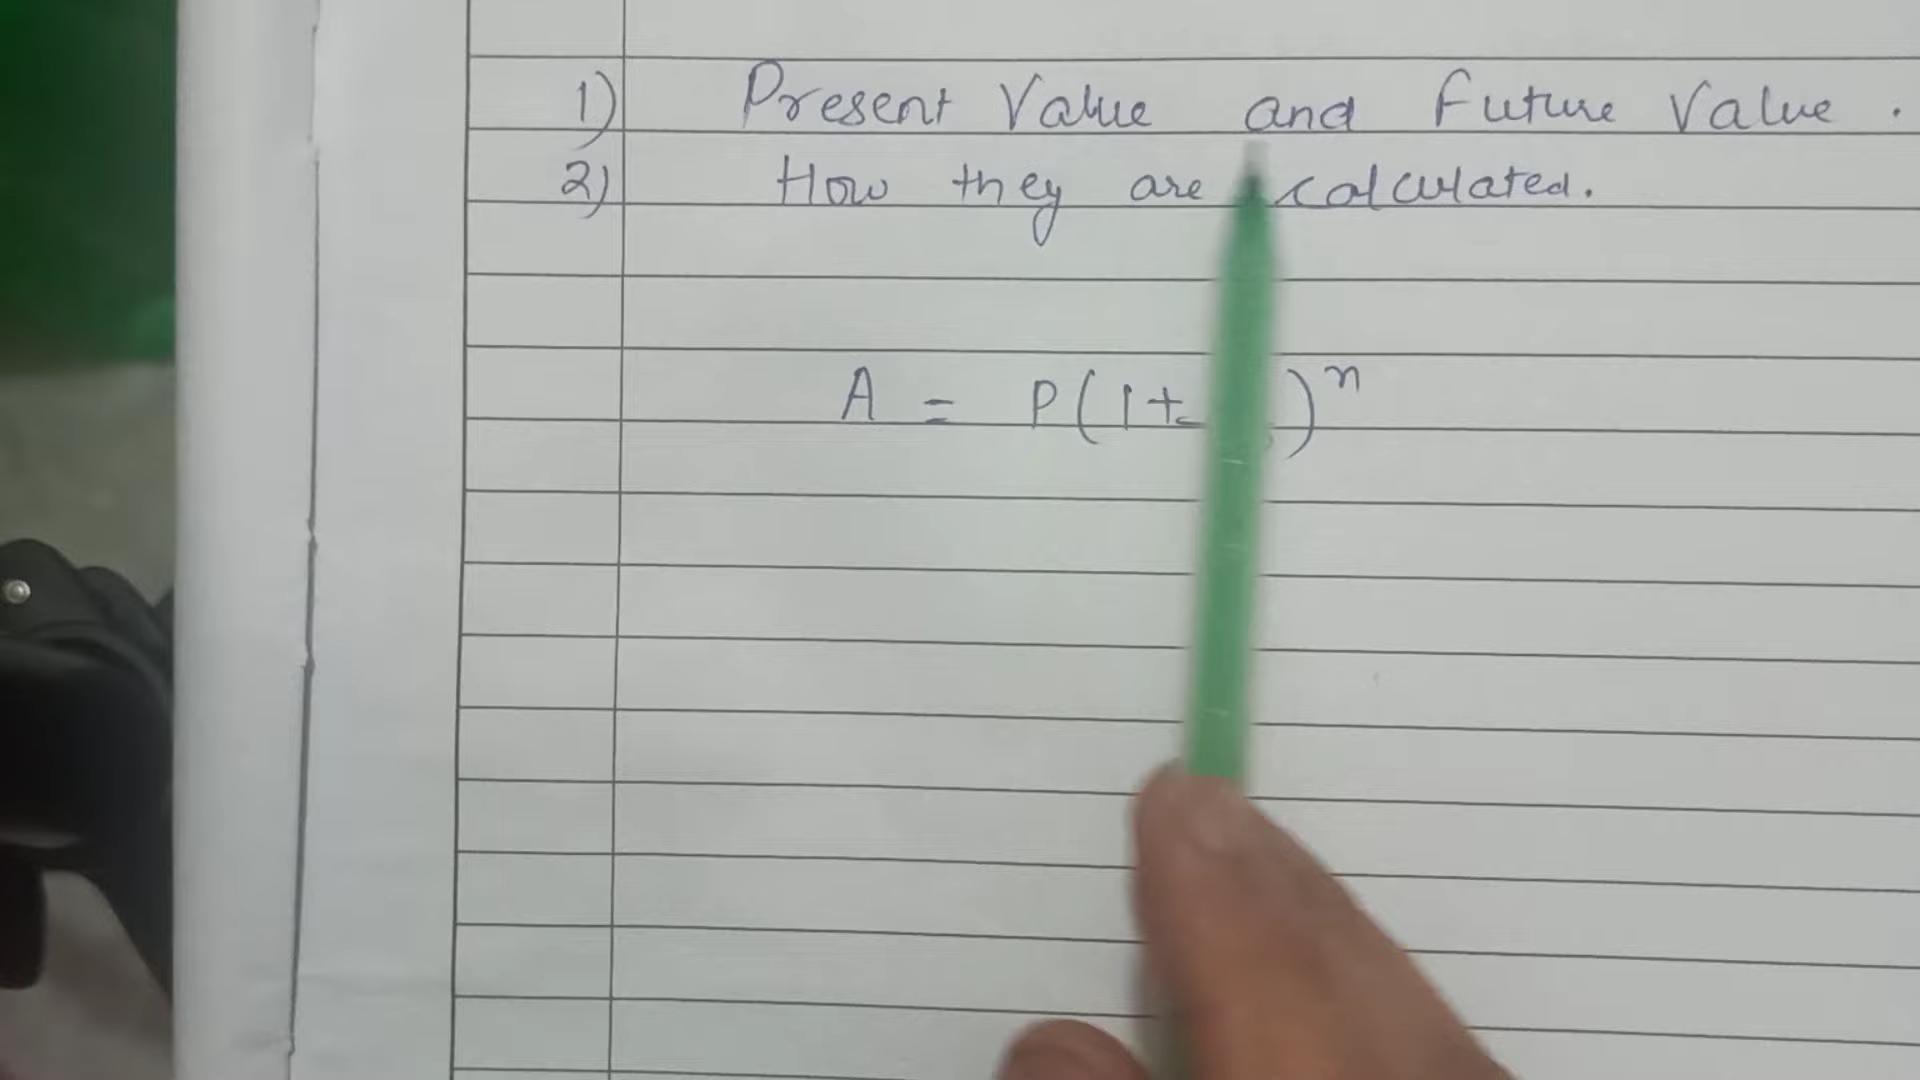 1) Present Value and Future Value.
2) How they are calculated.
A = P(1+ )ⁿ